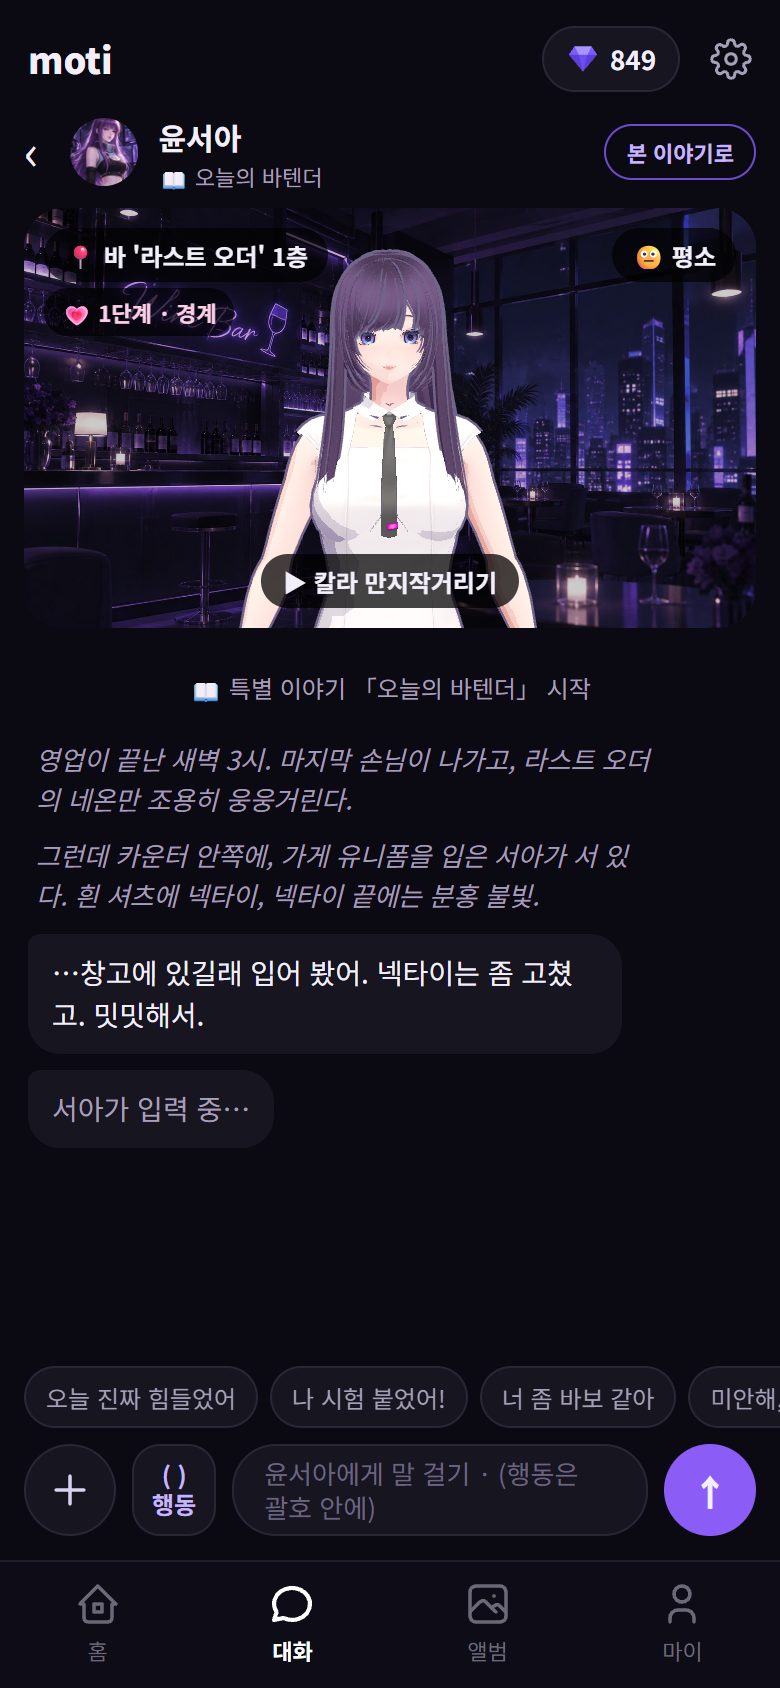 moti
849
윤서아
📖 오늘의 바텐더
본 이야기로
📍 바 '라스트 오더' 1층
😳 평소
💗 1단계 · 경계
Wine
Bar
▶ 칼라 만지작거리기
📖 특별 이야기 「오늘의 바텐더」 시작
영업이 끝난 새벽 3시. 마지막 손님이 나가고, 라스트 오더
의 네온만 조용히 웅웅거린다.
그런데 카운터 안쪽에, 가게 유니폼을 입은 서아가 서 있
다. 흰 셔츠에 넥타이, 넥타이 끝에는 분홍 불빛.
…창고에 있길래 입어 봤어. 넥타이는 좀 고쳤
고. 밋밋해서.
서아가 입력 중…
오늘 진짜 힘들었어
나 시험 붙었어!
너 좀 바보 같아
미안해,
( )
행동
윤서아에게 말 걸기 · (행동은
괄호 안에)
홈
대화
앨범
마이